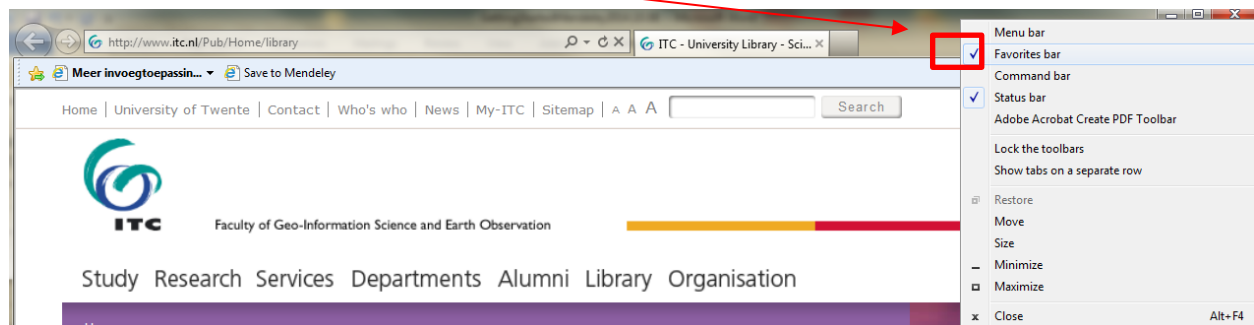 http://www.itc.nl/Pub/Home/library
ITC - University Library - Sci...
Meer invoegtoepassin... Save to Mendeley
Home | University of Twente | Contact | Who's who | News | My-ITC | Sitemap | A A A Search
ITC
Faculty of Geo-Information Science and Earth Observation
Study Research Services Departments Alumni Library Organisation
Menu bar
Favorites bar
Command bar
Status bar
Adobe Acrobat Create PDF Toolbar
Lock the toolbars
Show tabs on a separate row
Restore
Move
Size
Minimize
Maximize
Close Alt+F4